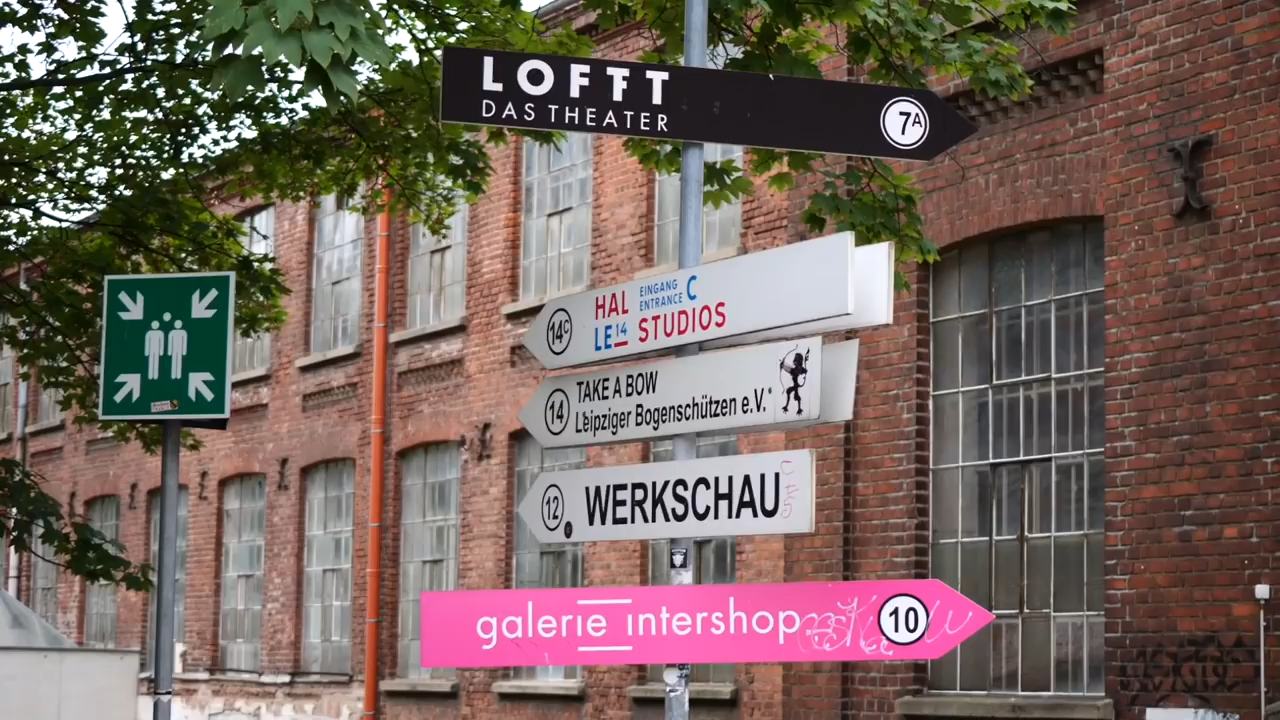 LOFFT
DAS THEATER
7A
14C
HAL
LE14
EINGANG
ENTRANCE C
STUDIOS
14
TAKE A BOW
Leipziger Bogenschützen e.V.
12
WERKSCHAU
galerie intershop
10